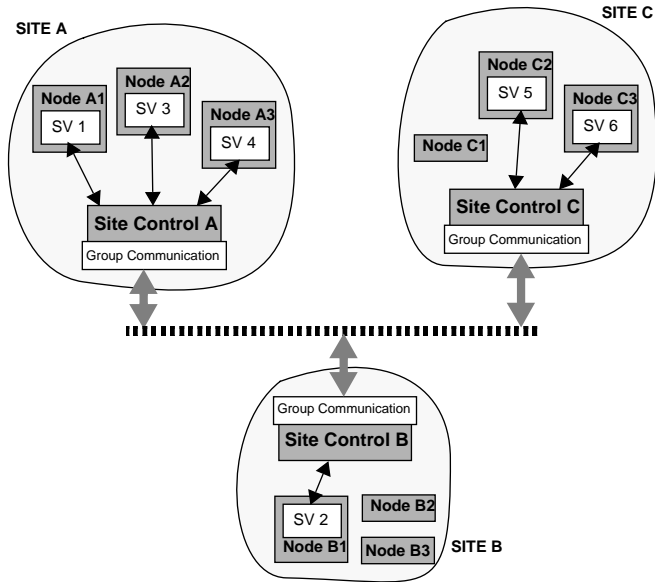 SITE A
Node A1
SV 1
Node A2
SV 3
Node A3
SV 4
Site Control A
Group Communication
SITE C
Node C2
SV 5
Node C3
SV 6
Node C1
Site Control C
Group Communication
Group Communication
Site Control B
SV 2
Node B1
Node B2
Node B3
SITE B